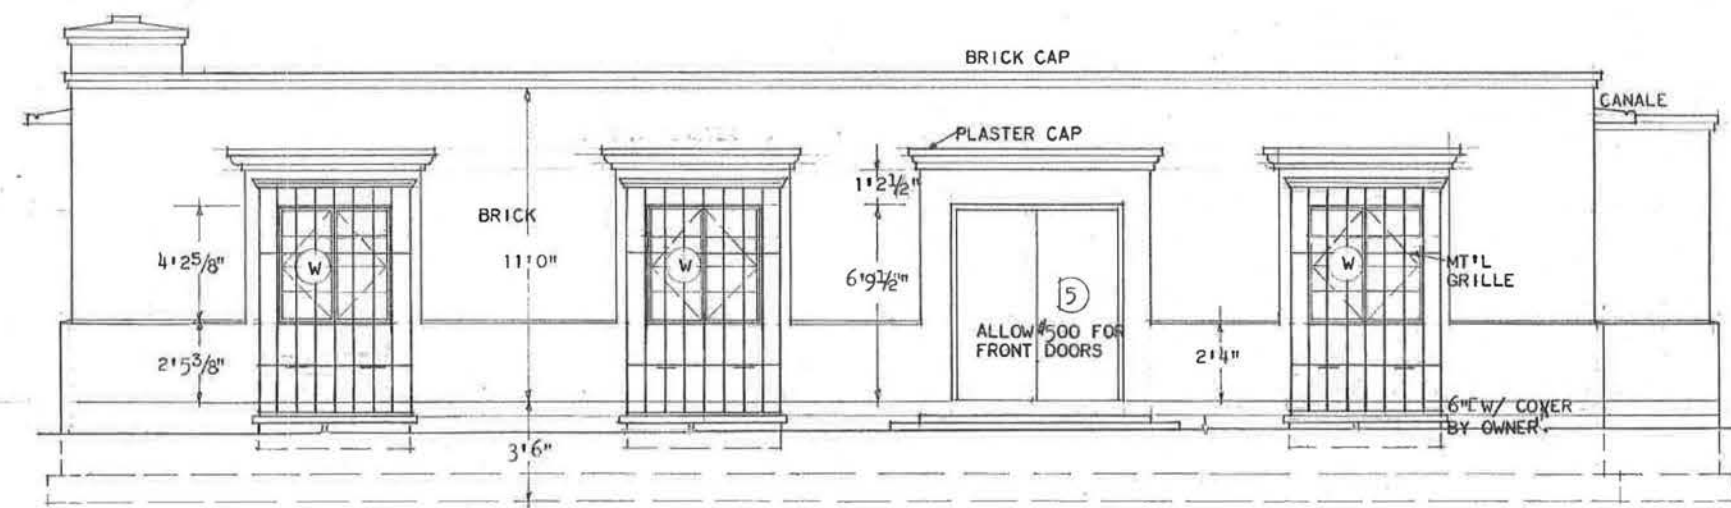 BRICK CAP
CANALE
PLASTER CAP
1'2½"
BRICK
4'2⅝"
W
11'0"
W
6'9½"
W
MT'L
GRILLE
5
ALLOW $500 FOR
FRONT DOORS
2'5⅜"
2'4"
6"[ W/ COVER
BY OWNER.
3'6"